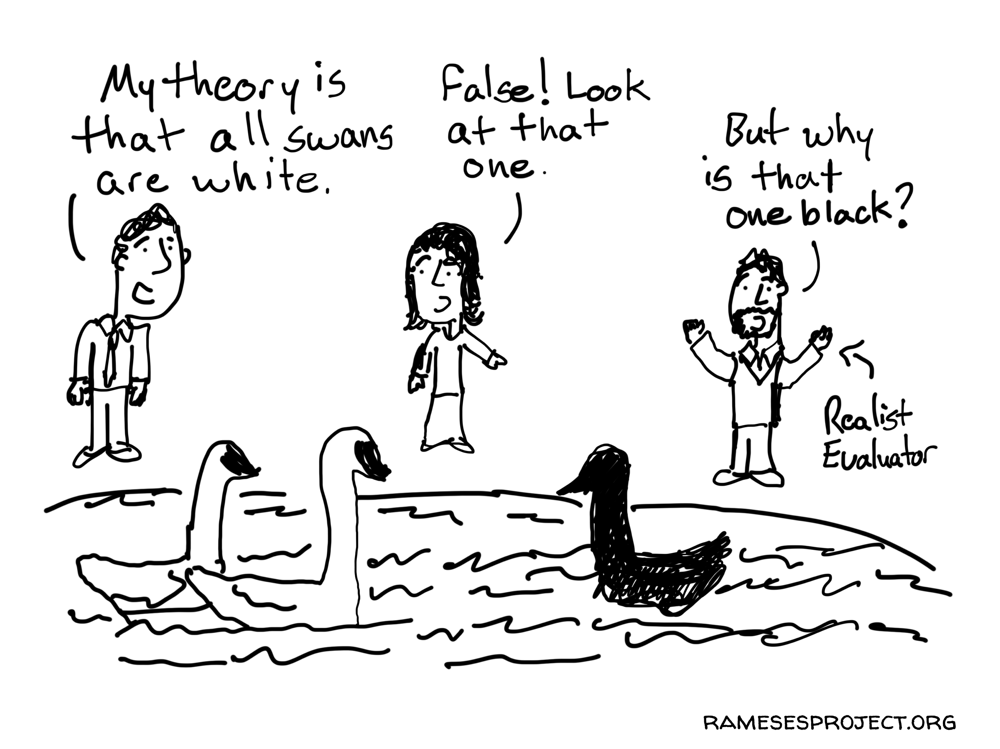 My theory is
that all swans
are white.
False! Look
at that
one.
But why
is that
one black?
Realist
Evaluator
RAMESESPROJECT.ORG